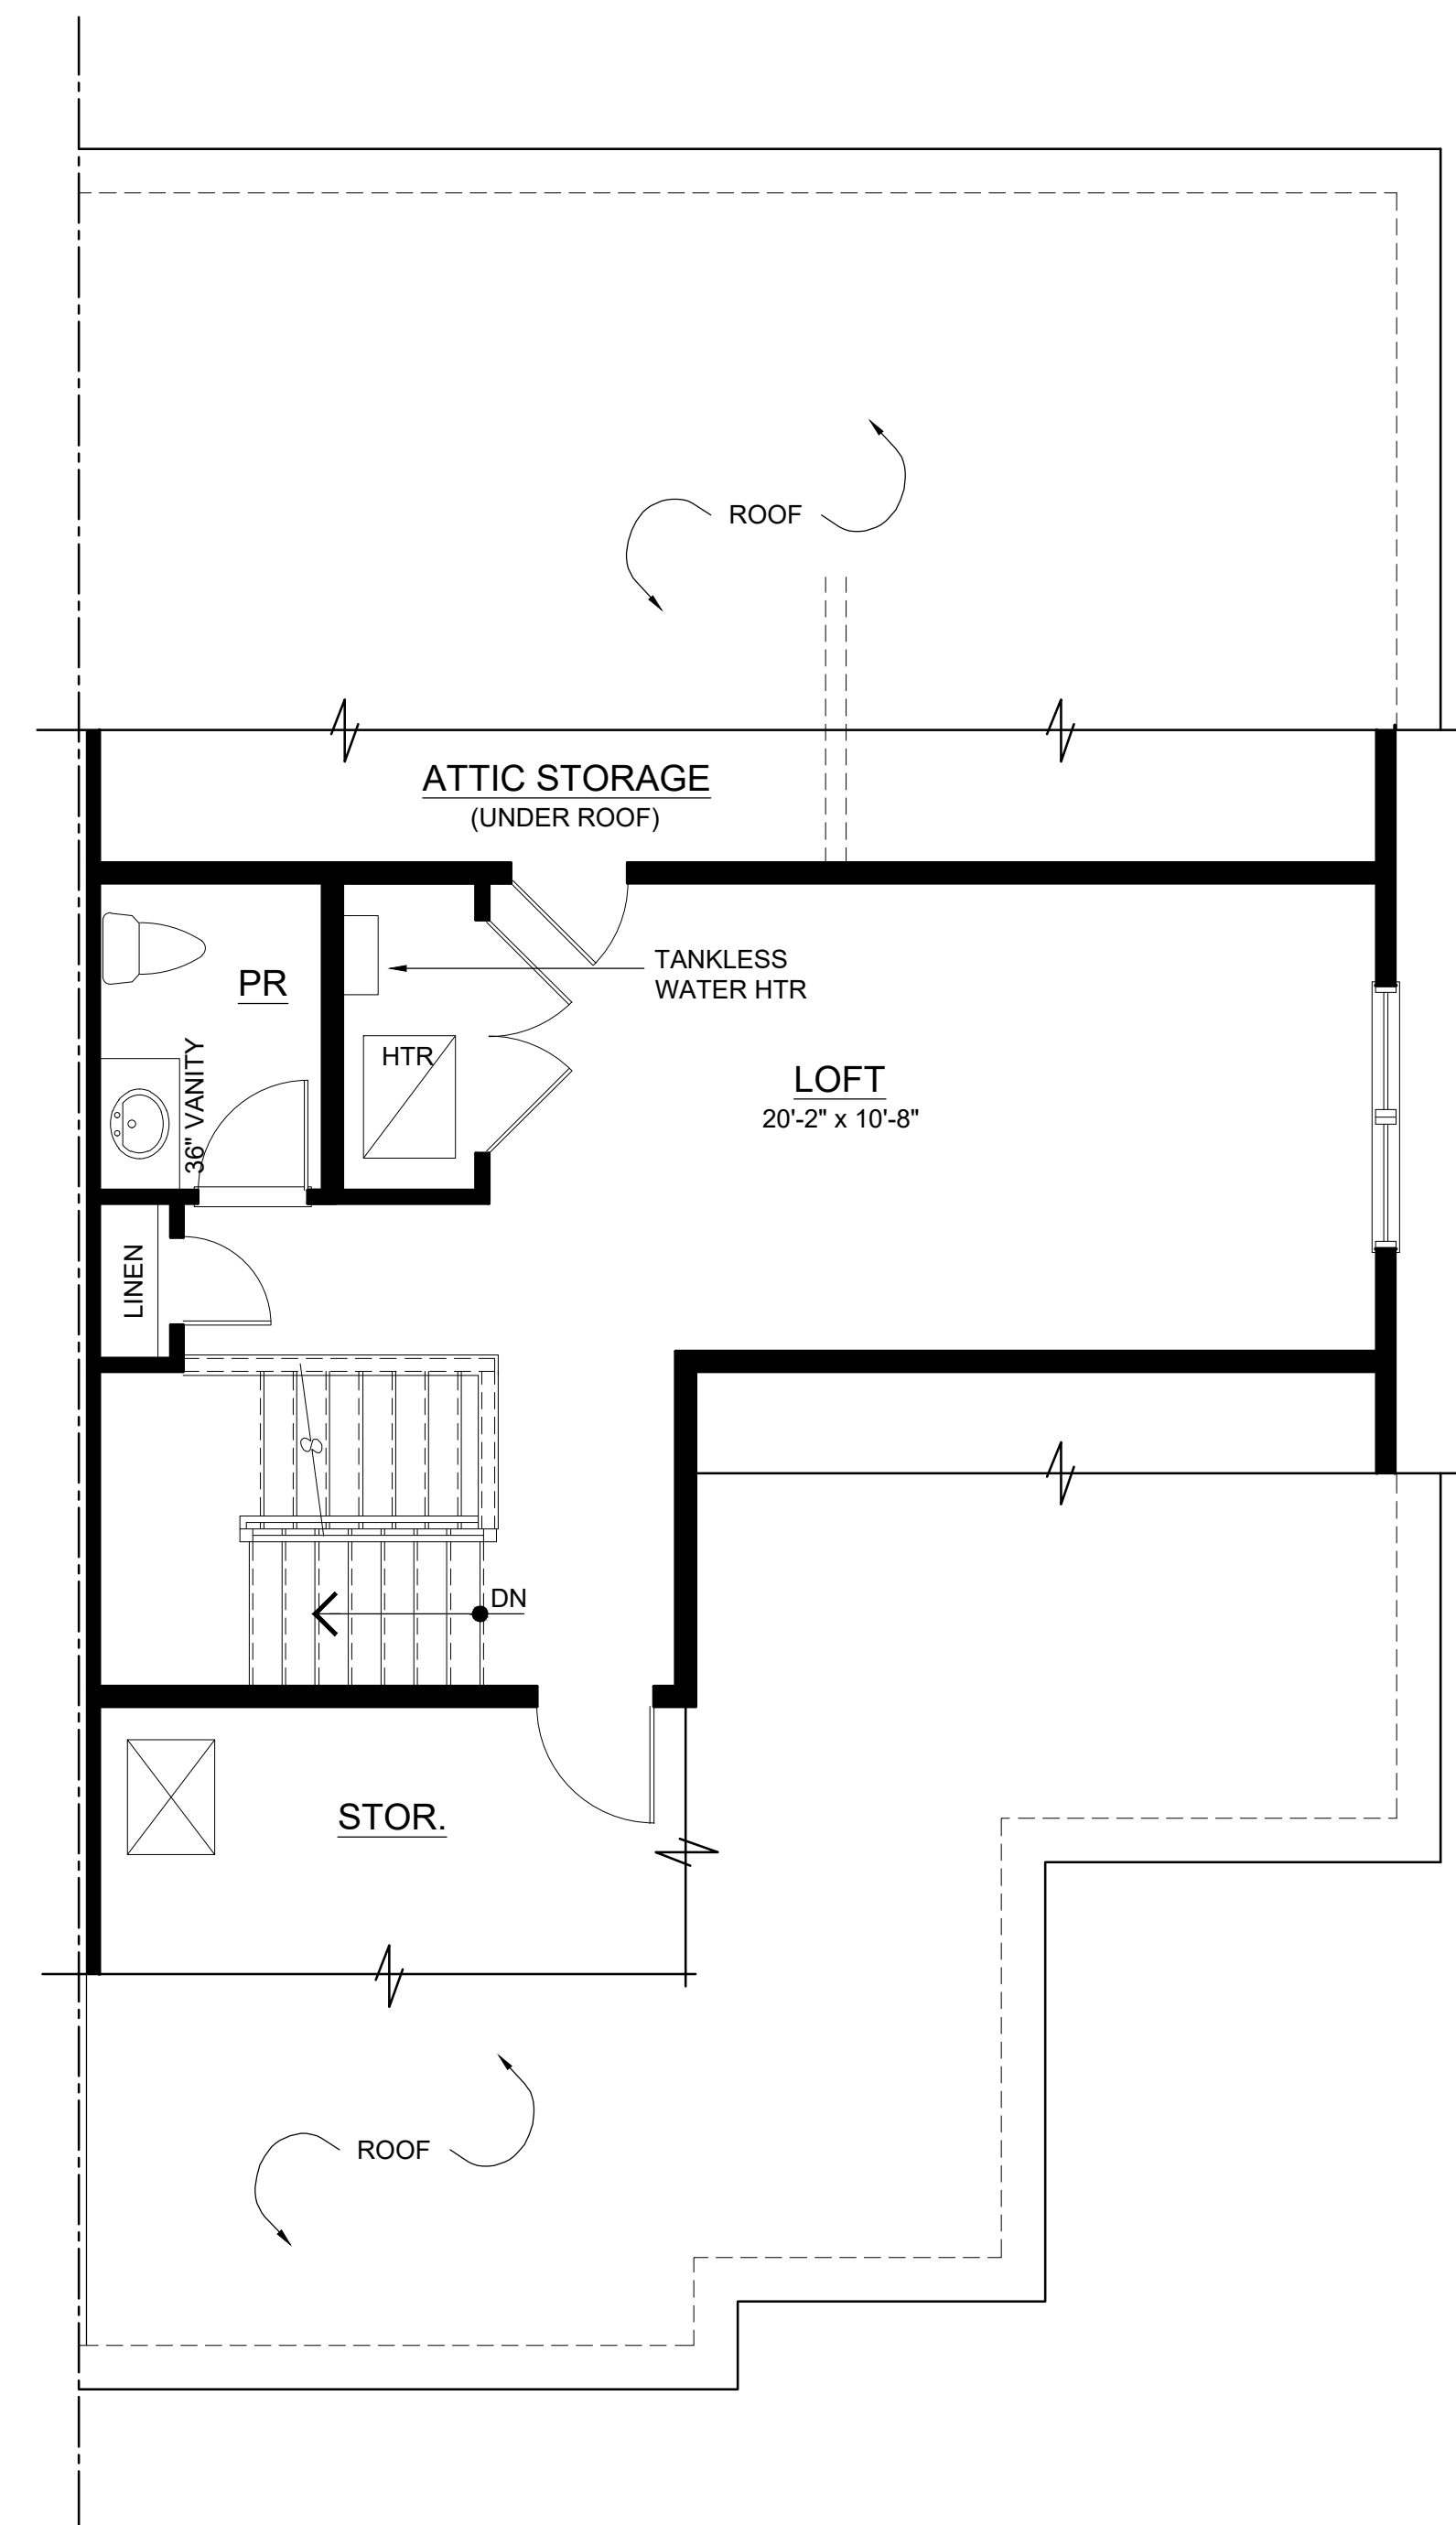 ROOF
ATTIC STORAGE
(UNDER ROOF)
TANKLESS
WATER HTR
PR
HTR
36" VANITY
LOFT
20'-2" x 10'-8"
LINEN
DN
STOR.
ROOF